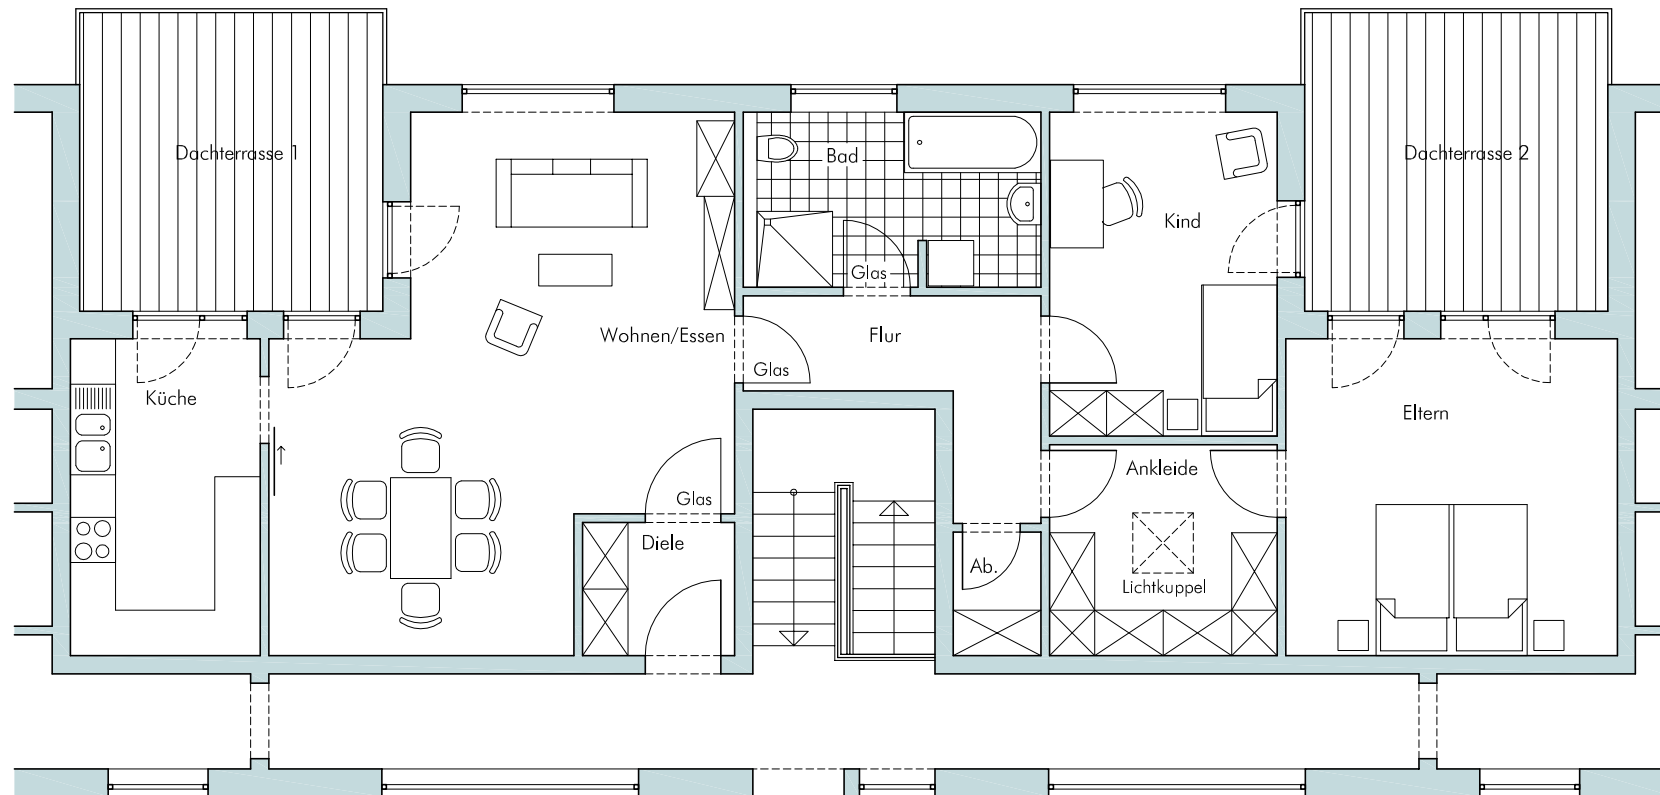 Dachterrasse 1
Bad
Dachterrasse 2
Kind
Glas
Wohnen/Essen
Flur
Glas
Küche
Eltern
Ankleide
Glas
Diele
Ab.
Lichtkuppel